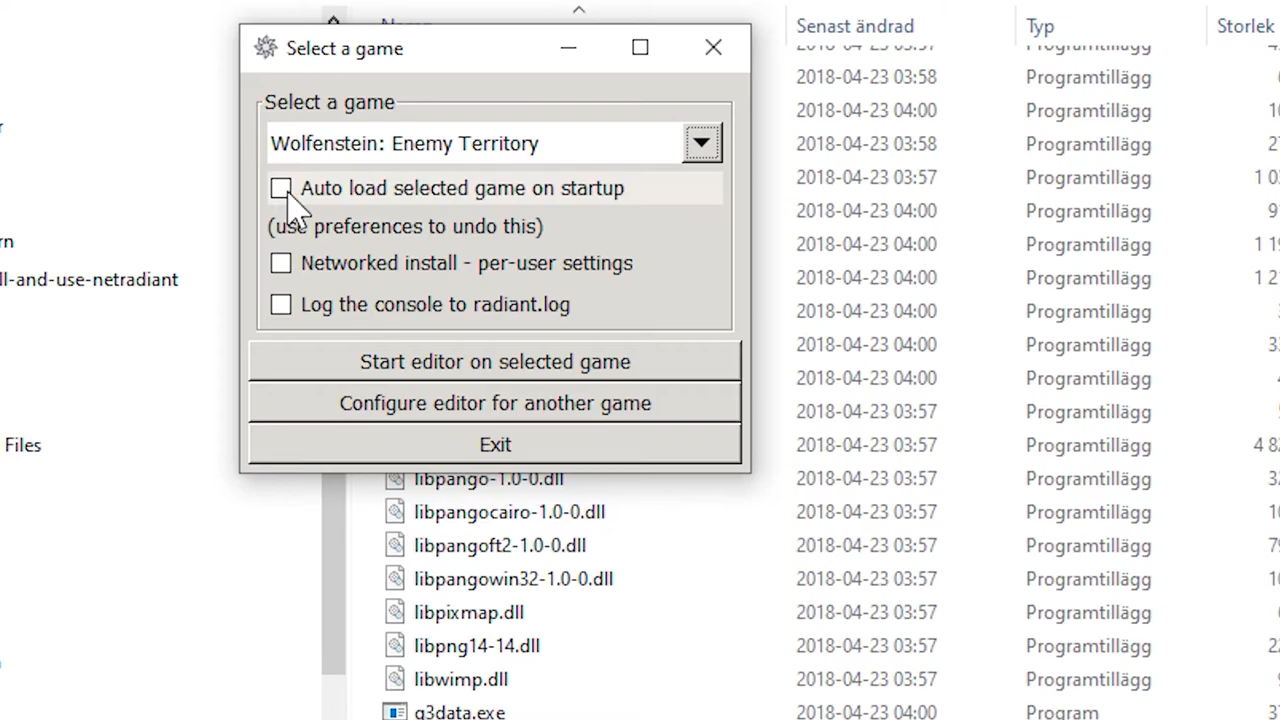 Select a game
Select a game
Wolfenstein: Enemy Territory
Auto load selected game on startup
(use preferences to undo this)
Networked install - per-user settings
Log the console to radiant.log
Start editor on selected game
Configure editor for another game
Exit
ll-and-use-netradiant
Files
Senast ändrad Typ Storlek
2018-04-23 03:57 Programtillägg
2018-04-23 03:58 Programtillägg
2018-04-23 04:00 Programtillägg
2018-04-23 03:58 Programtillägg
2018-04-23 03:57 Programtillägg
2018-04-23 04:00 Programtillägg
2018-04-23 04:00 Programtillägg
2018-04-23 04:00 Programtillägg
2018-04-23 04:00 Programtillägg
2018-04-23 04:00 Programtillägg
2018-04-23 04:00 Programtillägg
2018-04-23 03:57 Programtillägg
2018-04-23 03:57 Programtillägg
libpango-1.0-0.dll 2018-04-23 03:57 Programtillägg
libpangocairo-1.0-0.dll 2018-04-23 03:57 Programtillägg
libpangoft2-1.0-0.dll 2018-04-23 03:57 Programtillägg
libpangowin32-1.0-0.dll 2018-04-23 03:57 Programtillägg
libpixmap.dll 2018-04-23 04:00 Programtillägg
libpng14-14.dll 2018-04-23 03:57 Programtillägg
libwimp.dll 2018-04-23 03:57 Programtillägg
q3data.exe 2018-04-23 04:00 Program